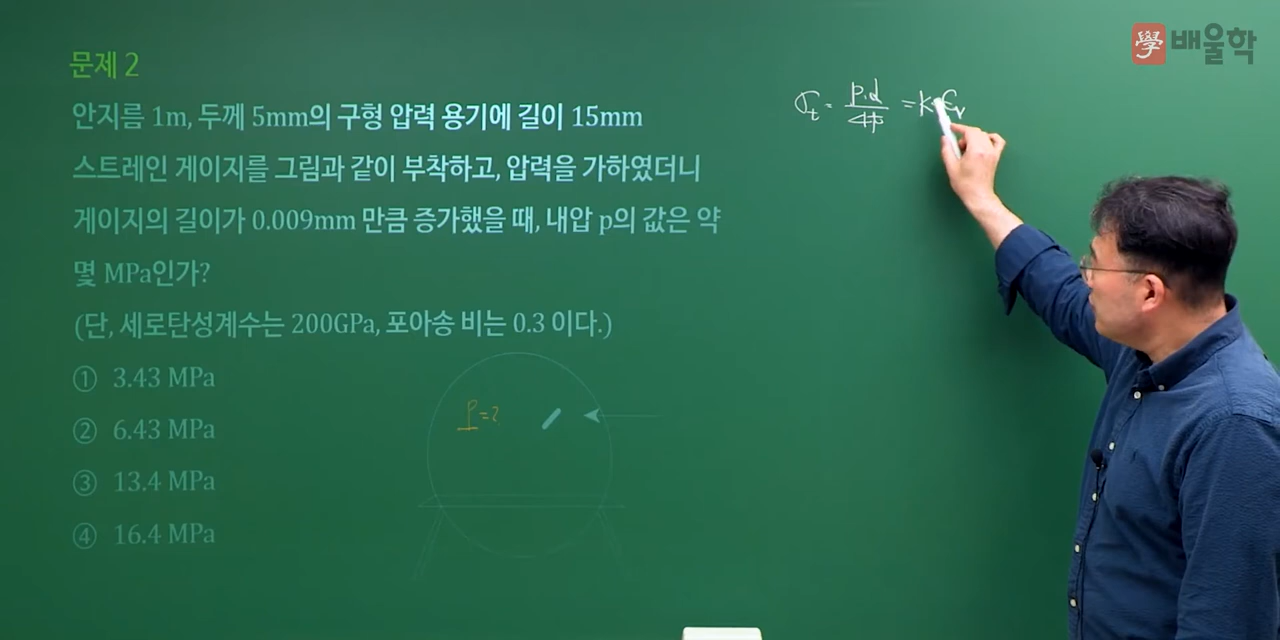 學 배울학
문제 2
안지름 1m, 두께 5mm의 구형 압력 용기에 길이 15mm
스트레인 게이지를 그림과 같이 부착하고, 압력을 가하였더니
게이지의 길이가 0.009mm 만큼 증가했을 때, 내압 p의 값은 약
몇 MPa인가?
(단, 세로탄성계수는 200GPa, 포아송 비는 0.3 이다.)
① 3.43 MPa
② 6.43 MPa
③ 13.4 MPa
④ 16.4 MPa
P=?
σt = P·d
= K